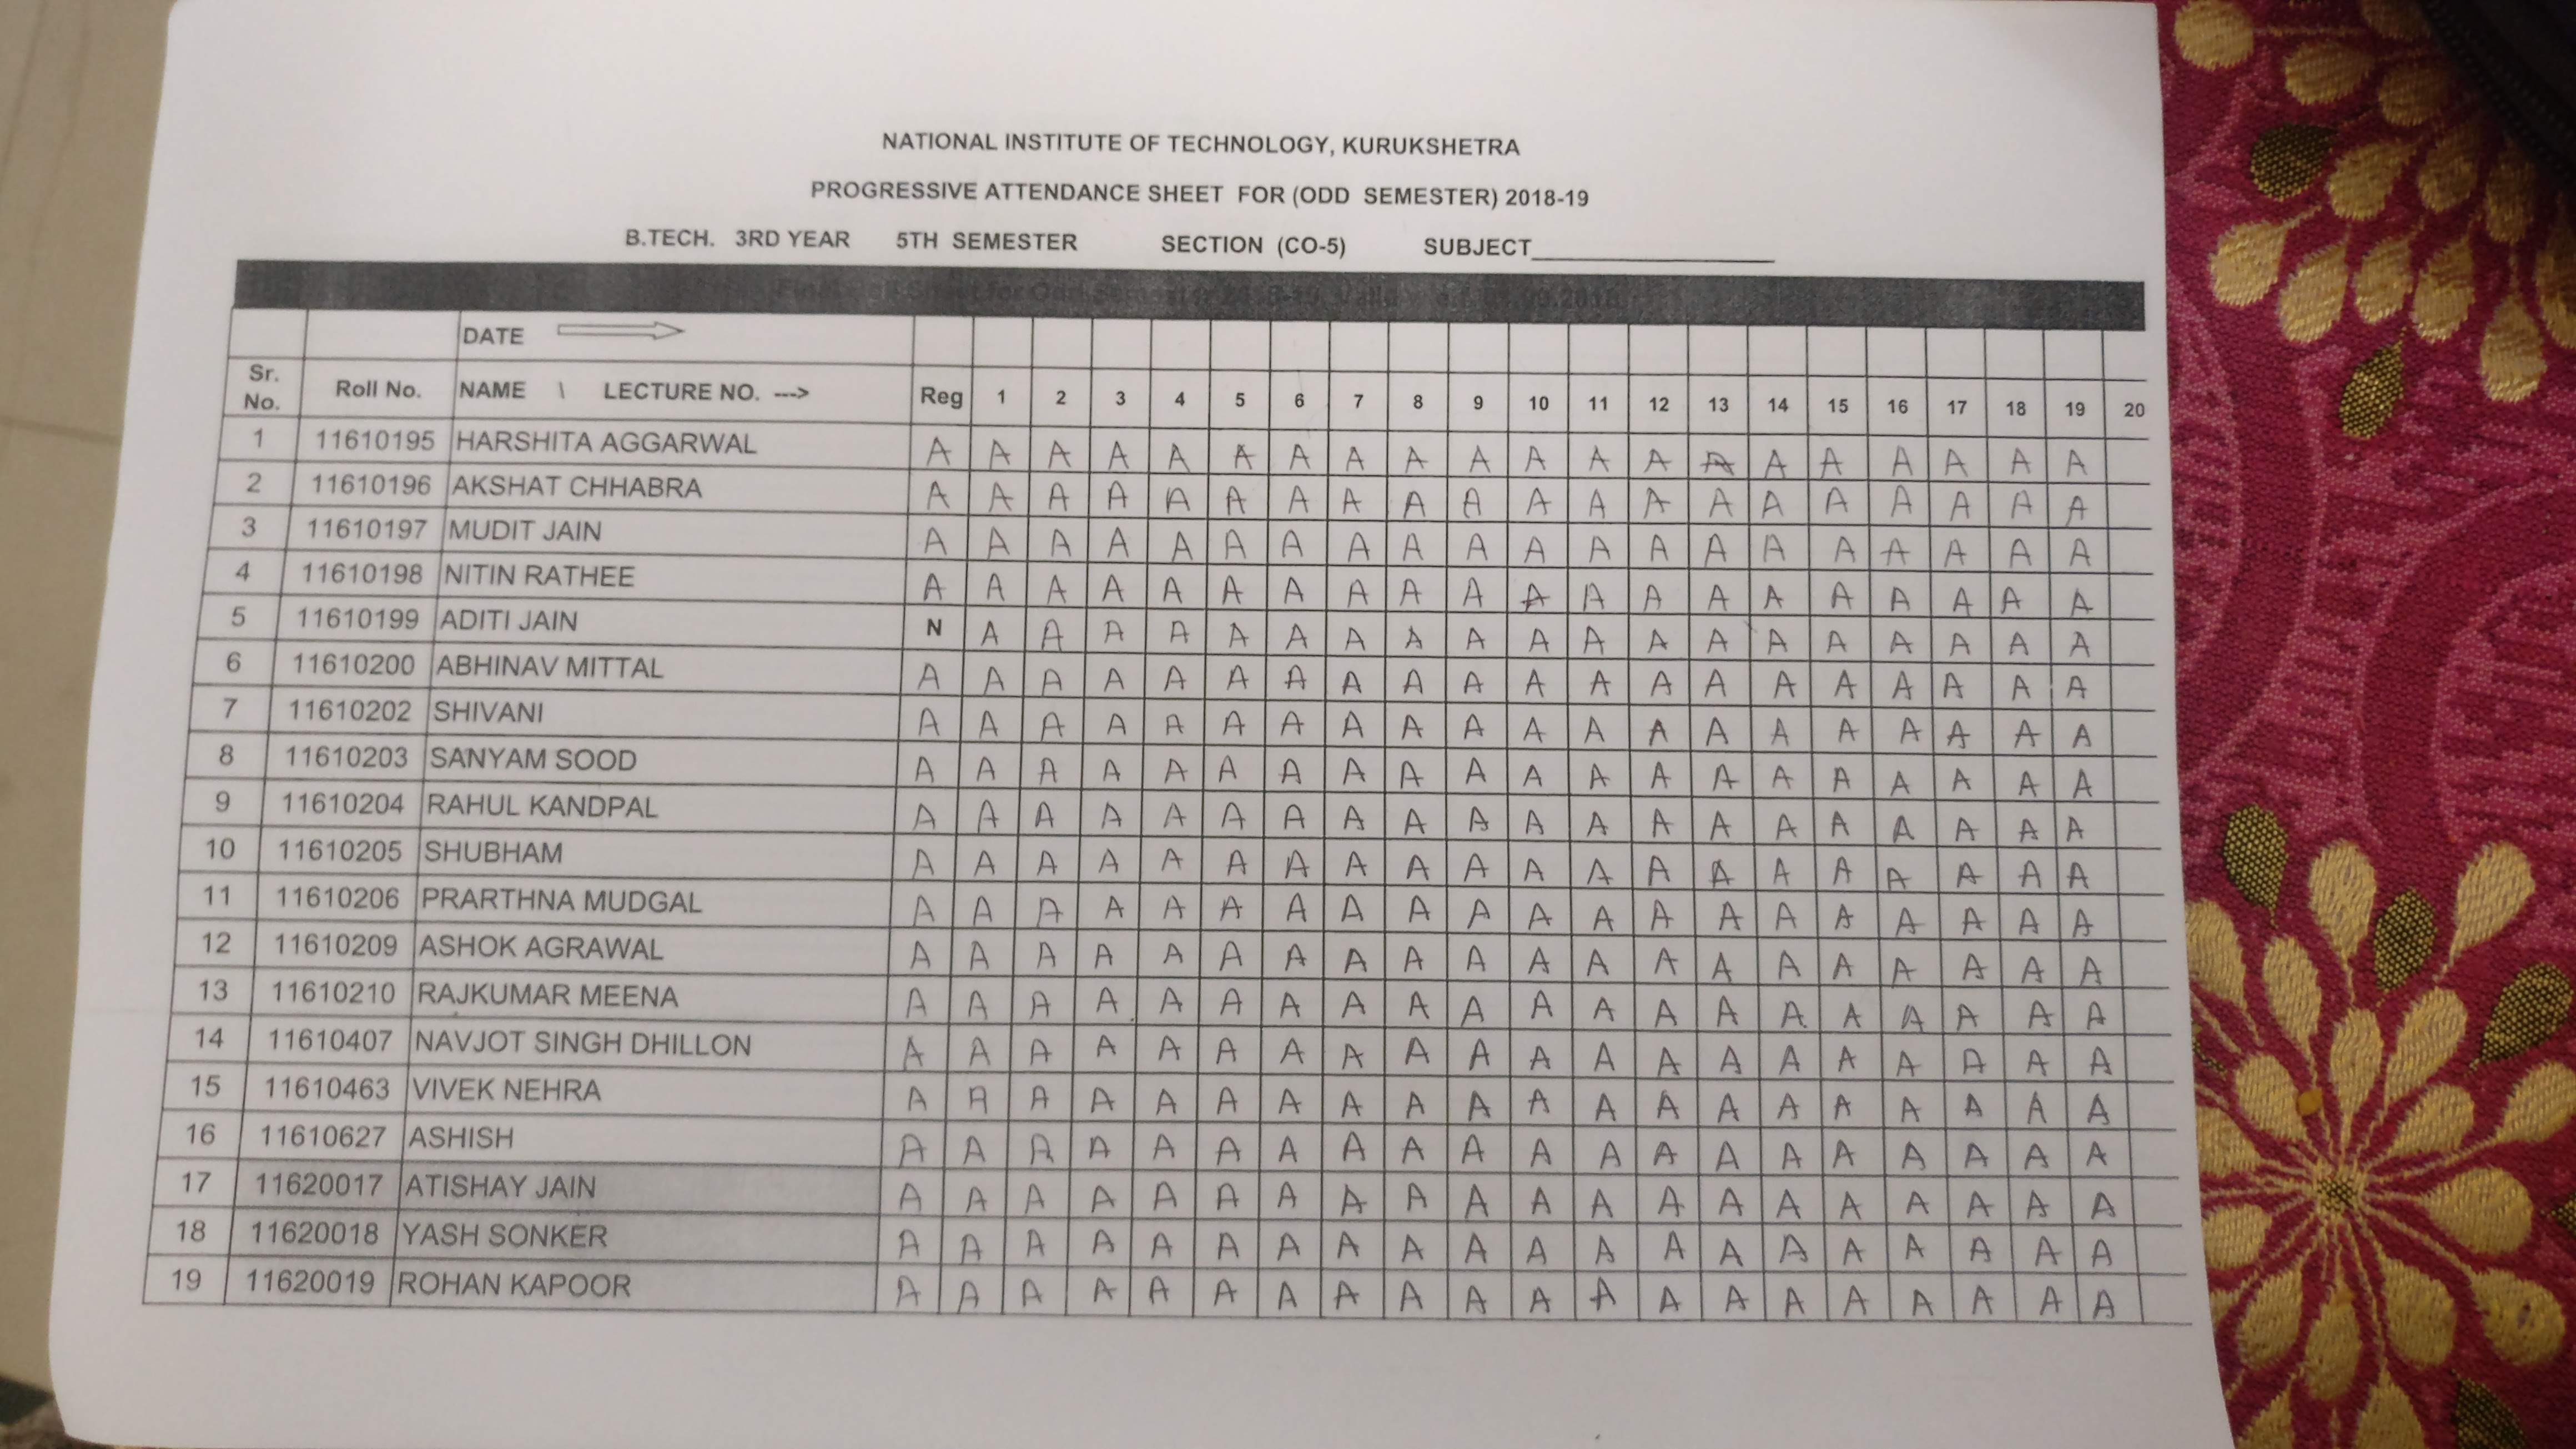 NATIONAL INSTITUTE OF TECHNOLOGY, KURUKSHETRA
PROGRESSIVE ATTENDANCE SHEET FOR (ODD SEMESTER) 2018-19
B.TECH. 3RD YEAR 5TH SEMESTER SECTION (CO-5) SUBJECT
DATE
Sr. No. Roll No. NAME \ LECTURE NO. ---> Reg 1 2 3 4 5 6 7 8 9 10 11 12 13 14 15 16 17 18 19 20
1 11610195 HARSHITA AGGARWAL A A A A A A A A A A A A A A A A A A A A
2 11610196 AKSHAT CHHABRA A A A A A A A A A A A A A A A A A A A A
3 11610197 MUDIT JAIN A A A A A A A A A A A A A A A A A A A A
4 11610198 NITIN RATHEE A A A A A A A A A A A A A A A A A A A A
5 11610199 ADITI JAIN N A A A A A A A A A A A A A A A A A A A
6 11610200 ABHINAV MITTAL A A A A A A A A A A A A A A A A A A A A
7 11610202 SHIVANI A A A A A A A A A A A A A A A A A A A A
8 11610203 SANYAM SOOD A A A A A A A A A A A A A A A A A A A A
9 11610204 RAHUL KANDPAL A A A A A A A A A A A A A A A A A A A A
10 11610205 SHUBHAM A A A A A A A A A A A A A A A A A A A A
11 11610206 PRARTHNA MUDGAL A A A A A A A A A A A A A A A A A A A A
12 11610209 ASHOK AGRAWAL A A A A A A A A A A A A A A A A A A A A
13 11610210 RAJKUMAR MEENA A A A A A A A A A A A A A A A A A A A A
14 11610407 NAVJOT SINGH DHILLON A A A A A A A A A A A A A A A A A A A A
15 11610463 VIVEK NEHRA A A A A A A A A A A A A A A A A A A A A
16 11610627 ASHISH A A A A A A A A A A A A A A A A A A A A
17 11620017 ATISHAY JAIN A A A A A A A A A A A A A A A A A A A A
18 11620018 YASH SONKER A A A A A A A A A A A A A A A A A A A A
19 11620019 ROHAN KAPOOR A A A A A A A A A A A A A A A A A A A A